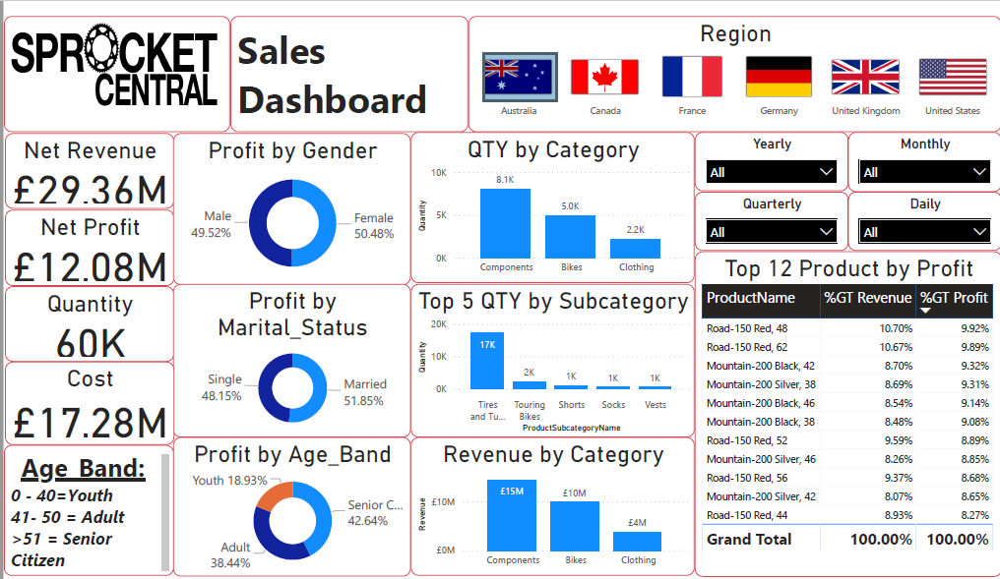 SPROCKET
CENTRAL
Sales
Dashboard
Region
Australia
Canada
France
Germany
United Kingdom
United States
Net Revenue
£29.36M
Net Profit
£12.08M
Quantity
60K
Cost
£17.28M
Age Band:
0 - 40=Youth
41- 50 = Adult
>51 = Senior
Citizen
Profit by Gender
Male
49.52%
Female
50.48%
Profit by
Marital_Status
Single
48.15%
Married
51.85%
Profit by Age_Band
Youth 18.93%
Senior C...
42.64%
Adult
38.44%
QTY by Category
Quantity
10K
5K
0K
8.1K
5.0K
2.2K
Components
Bikes
Clothing
Top 5 QTY by Subcategory
Quantity
20K
10K
0K
17K
2K
1K
1K
1K
Tires
and Tu...
Touring
Bikes
Shorts
Socks
Vests
ProductSubcategoryName
Revenue by Category
Revenue
£10M
£0M
£15M
£10M
£4M
Components
Bikes
Clothing
Yearly
All
Monthly
All
Quarterly
All
Daily
All
Top 12 Product by Profit
ProductName %GT Revenue %GT Profit
Road-150 Red, 48 10.70% 9.92%
Road-150 Red, 62 10.67% 9.89%
Mountain-200 Black, 42 8.70% 9.32%
Mountain-200 Silver, 38 8.69% 9.31%
Mountain-200 Black, 46 8.54% 9.14%
Mountain-200 Black, 38 8.48% 9.08%
Road-150 Red, 52 9.59% 8.89%
Mountain-200 Silver, 46 8.26% 8.85%
Road-150 Red, 56 9.37% 8.68%
Mountain-200 Silver, 42 8.07% 8.65%
Road-150 Red, 44 8.93% 8.27%
Grand Total 100.00% 100.00%